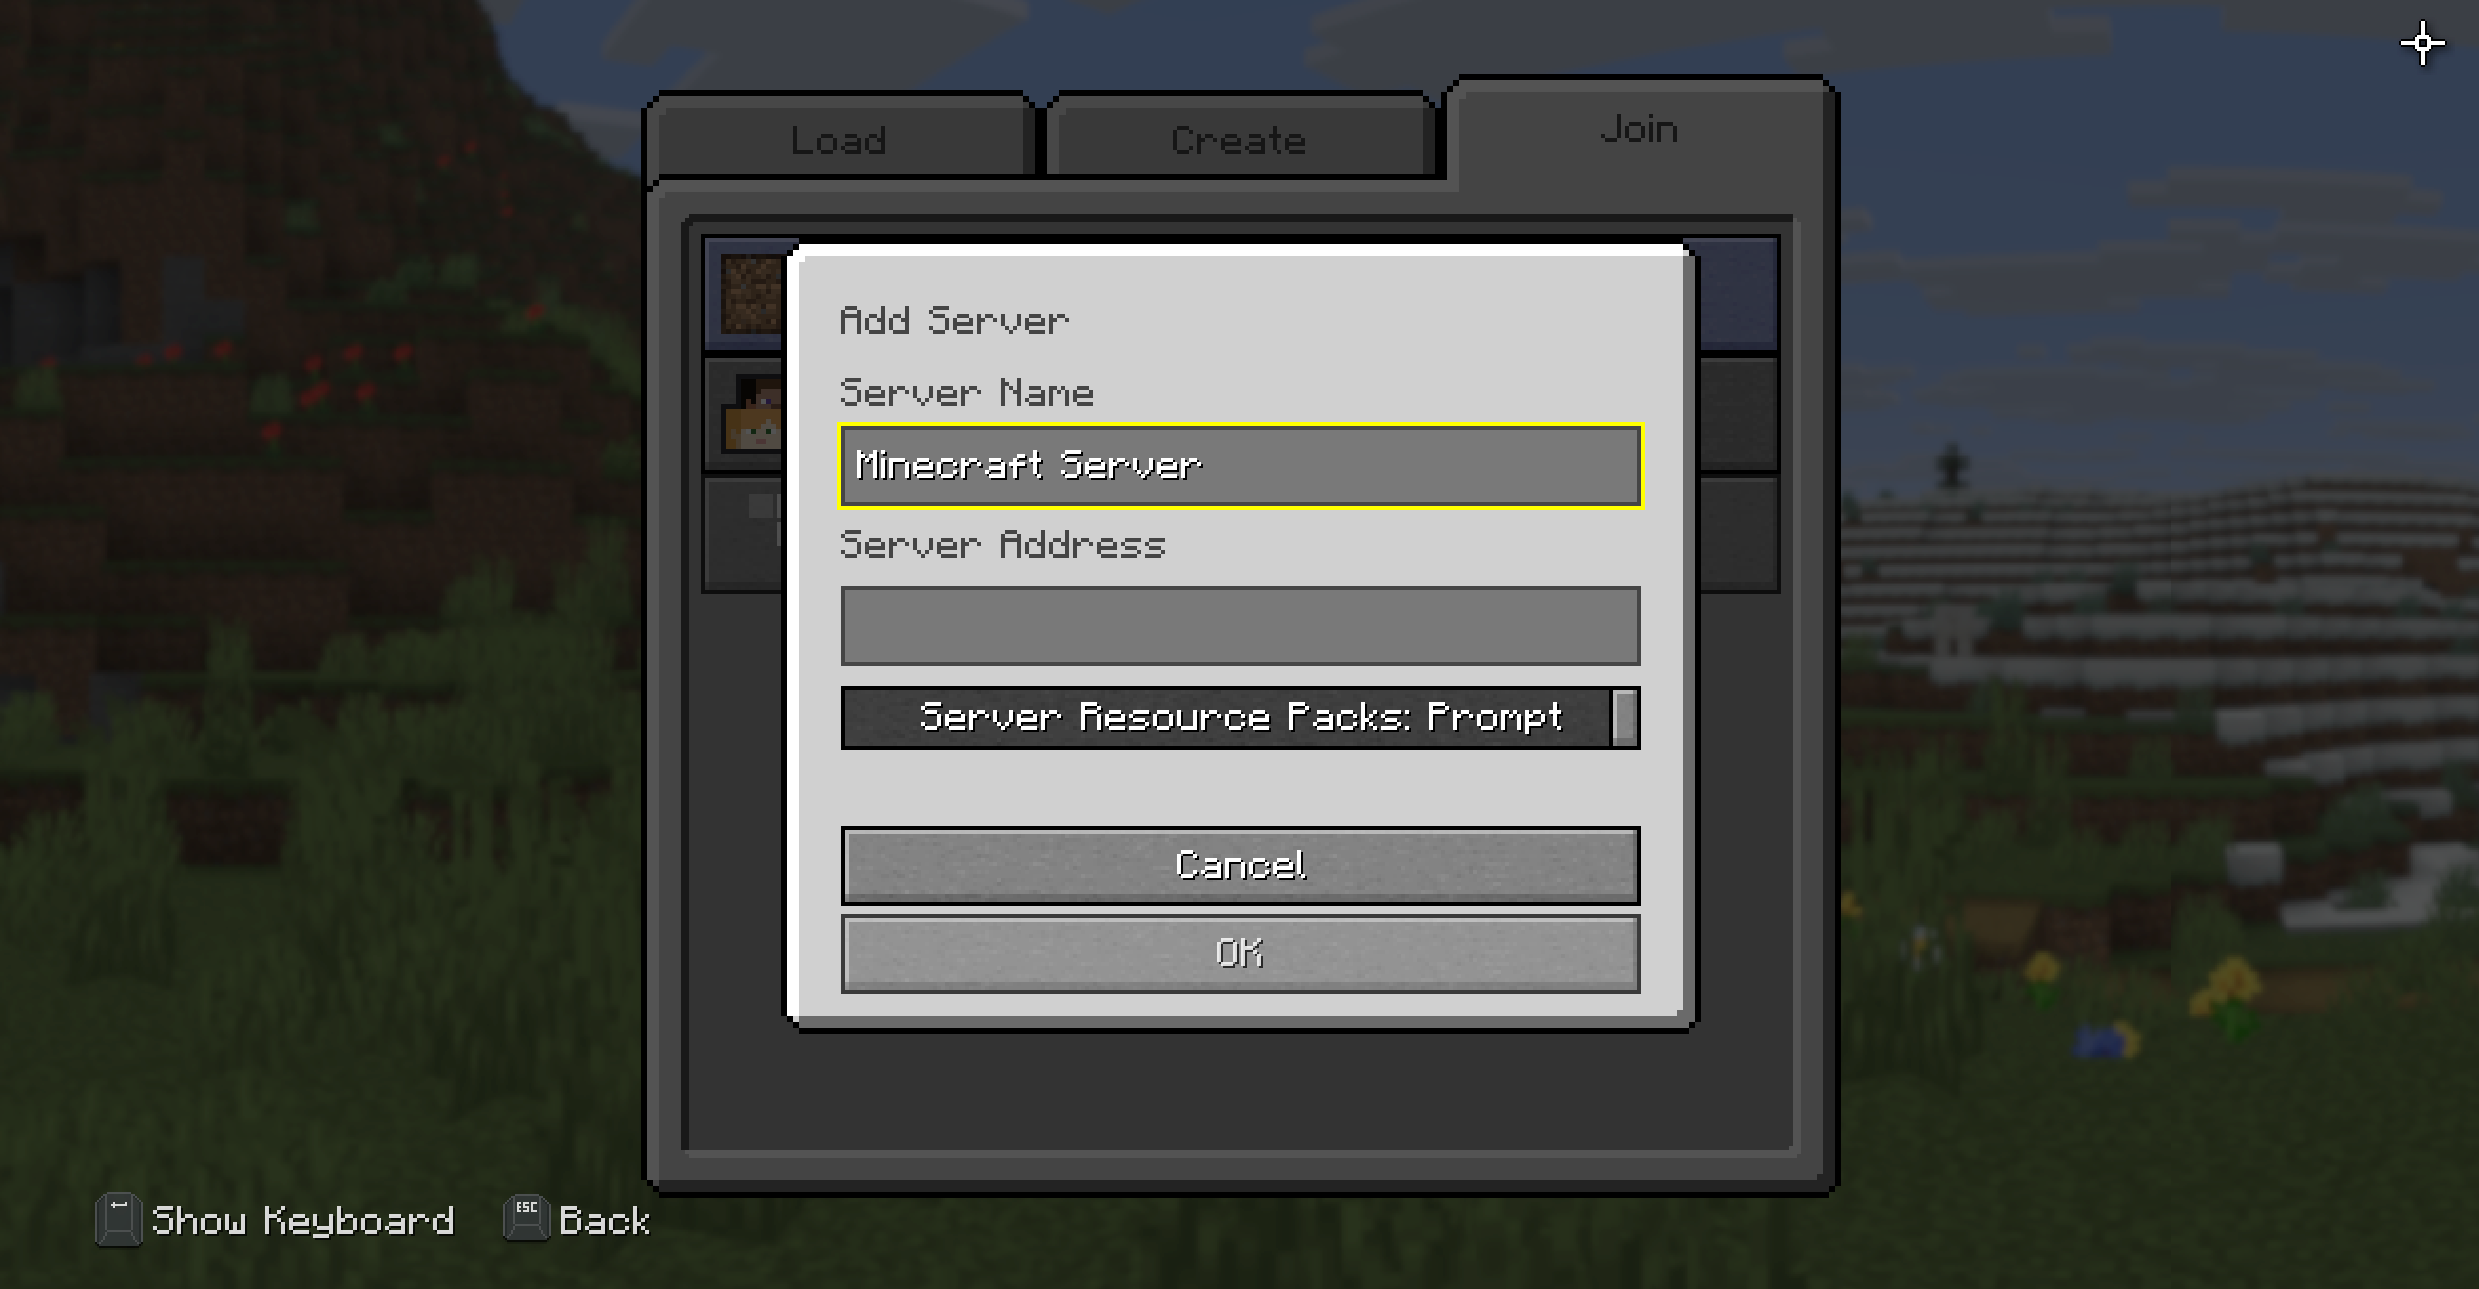 Load
Create
Join
Add Server
Server Name
Minecraft Server
Server Address
Server Resource Packs: Prompt
Cancel
OK
Show Keyboard
ESC
Back